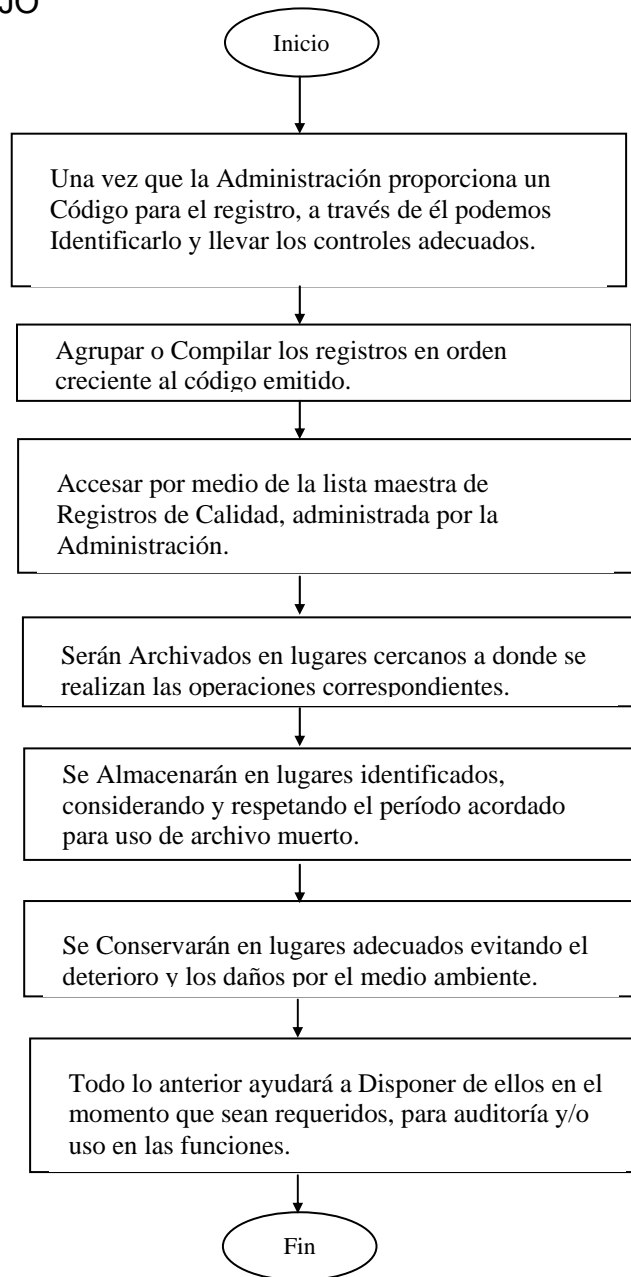 JO
Inicio
Una vez que la Administración proporciona un
Código para el registro, a través de él podemos
Identificarlo y llevar los controles adecuados.
Agrupar o Compilar los registros en orden
creciente al código emitido.
Accesar por medio de la lista maestra de
Registros de Calidad, administrada por la
Administración.
Serán Archivados en lugares cercanos a donde se
realizan las operaciones correspondientes.
Se Almacenarán en lugares identificados,
considerando y respetando el período acordado
para uso de archivo muerto.
Se Conservarán en lugares adecuados evitando el
deterioro y los daños por el medio ambiente.
Todo lo anterior ayudará a Disponer de ellos en el
momento que sean requeridos, para auditoría y/o
uso en las funciones.
Fin